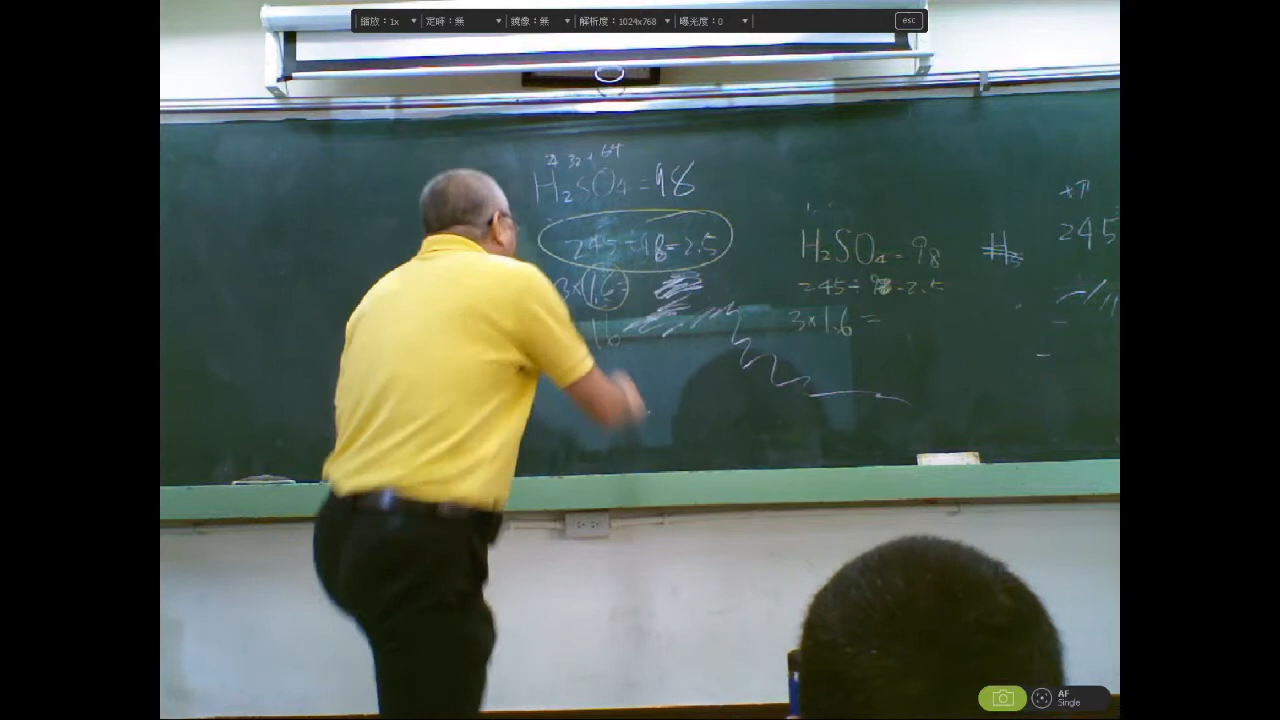 縮放：1x 定時：無 鏡像：無 解析度：1024x768 曝光度：0 esc
2 32+ 64
H₂SO₄=98
245÷98=2.5
3×1.6=
16
H₂SO₄=98
245÷98=2.5
3×1.6=
245
AF
Single